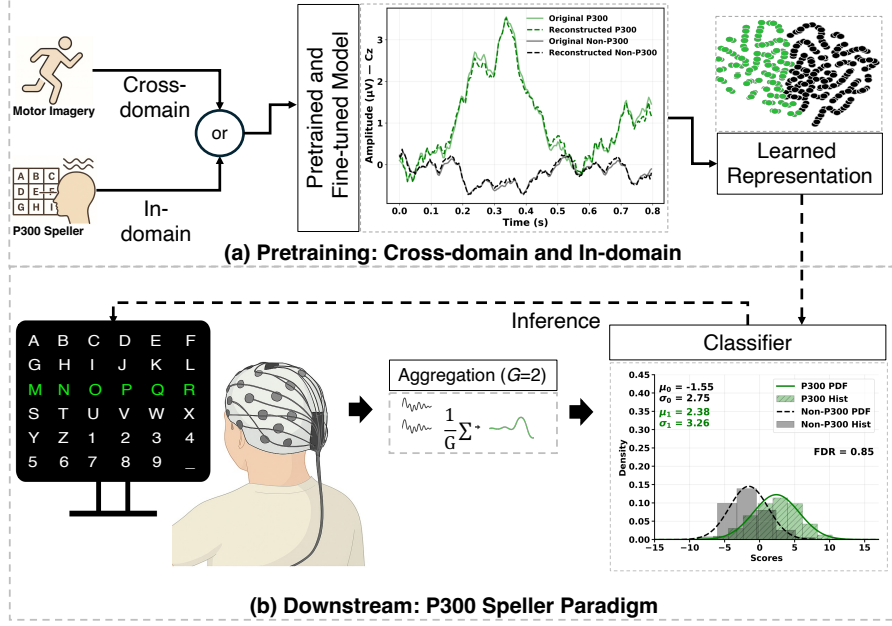 Motor Imagery
Cross-
domain
or
A B C
D E F
G H I
P300 Speller
In-
domain
Pretrained and
Fine-tuned Model
Original P300
Reconstructed P300
Original Non-P300
Reconstructed Non-P300
Amplitude (μV) — Cz
3
2
1
0
0.0 0.1 0.2 0.3 0.4 0.5 0.6 0.7 0.8
Time (s)
Learned
Representation
(a) Pretraining: Cross-domain and In-domain
A B C D E F
G H I J K L
M N O P Q R
S T U V W X
Y Z 1 2 3 4
5 6 7 8 9 _
Inference
Aggregation (G=2)
1/G Σ
Classifier
μ₀ = -1.55
σ₀ = 2.75
μ₁ = 2.38
σ₁ = 3.26
P300 PDF
P300 Hist
Non-P300 PDF
Non-P300 Hist
FDR = 0.85
Density
0.45
0.40
0.35
0.30
0.25
0.20
0.15
0.10
0.05
0.00
-15 -10 -5 0 5 10 15
Scores
(b) Downstream: P300 Speller Paradigm